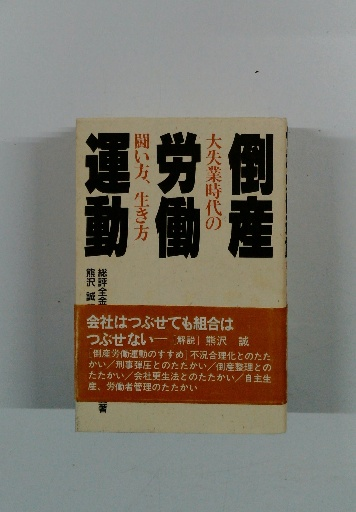 倒産
大失業時代の
労働
闘い方、生き方
運動
総評全金
熊沢 誠
著
会社はつぶせても組合は
つぶせない―[解説]熊沢 誠
「倒産労働運動のすすめ」不況合理化とのたた
かい／刑事弾圧とのたたかい／倒産整理との
たたかい／会社更生法とのたたかい／自主生
産、労働者管理のたたかい